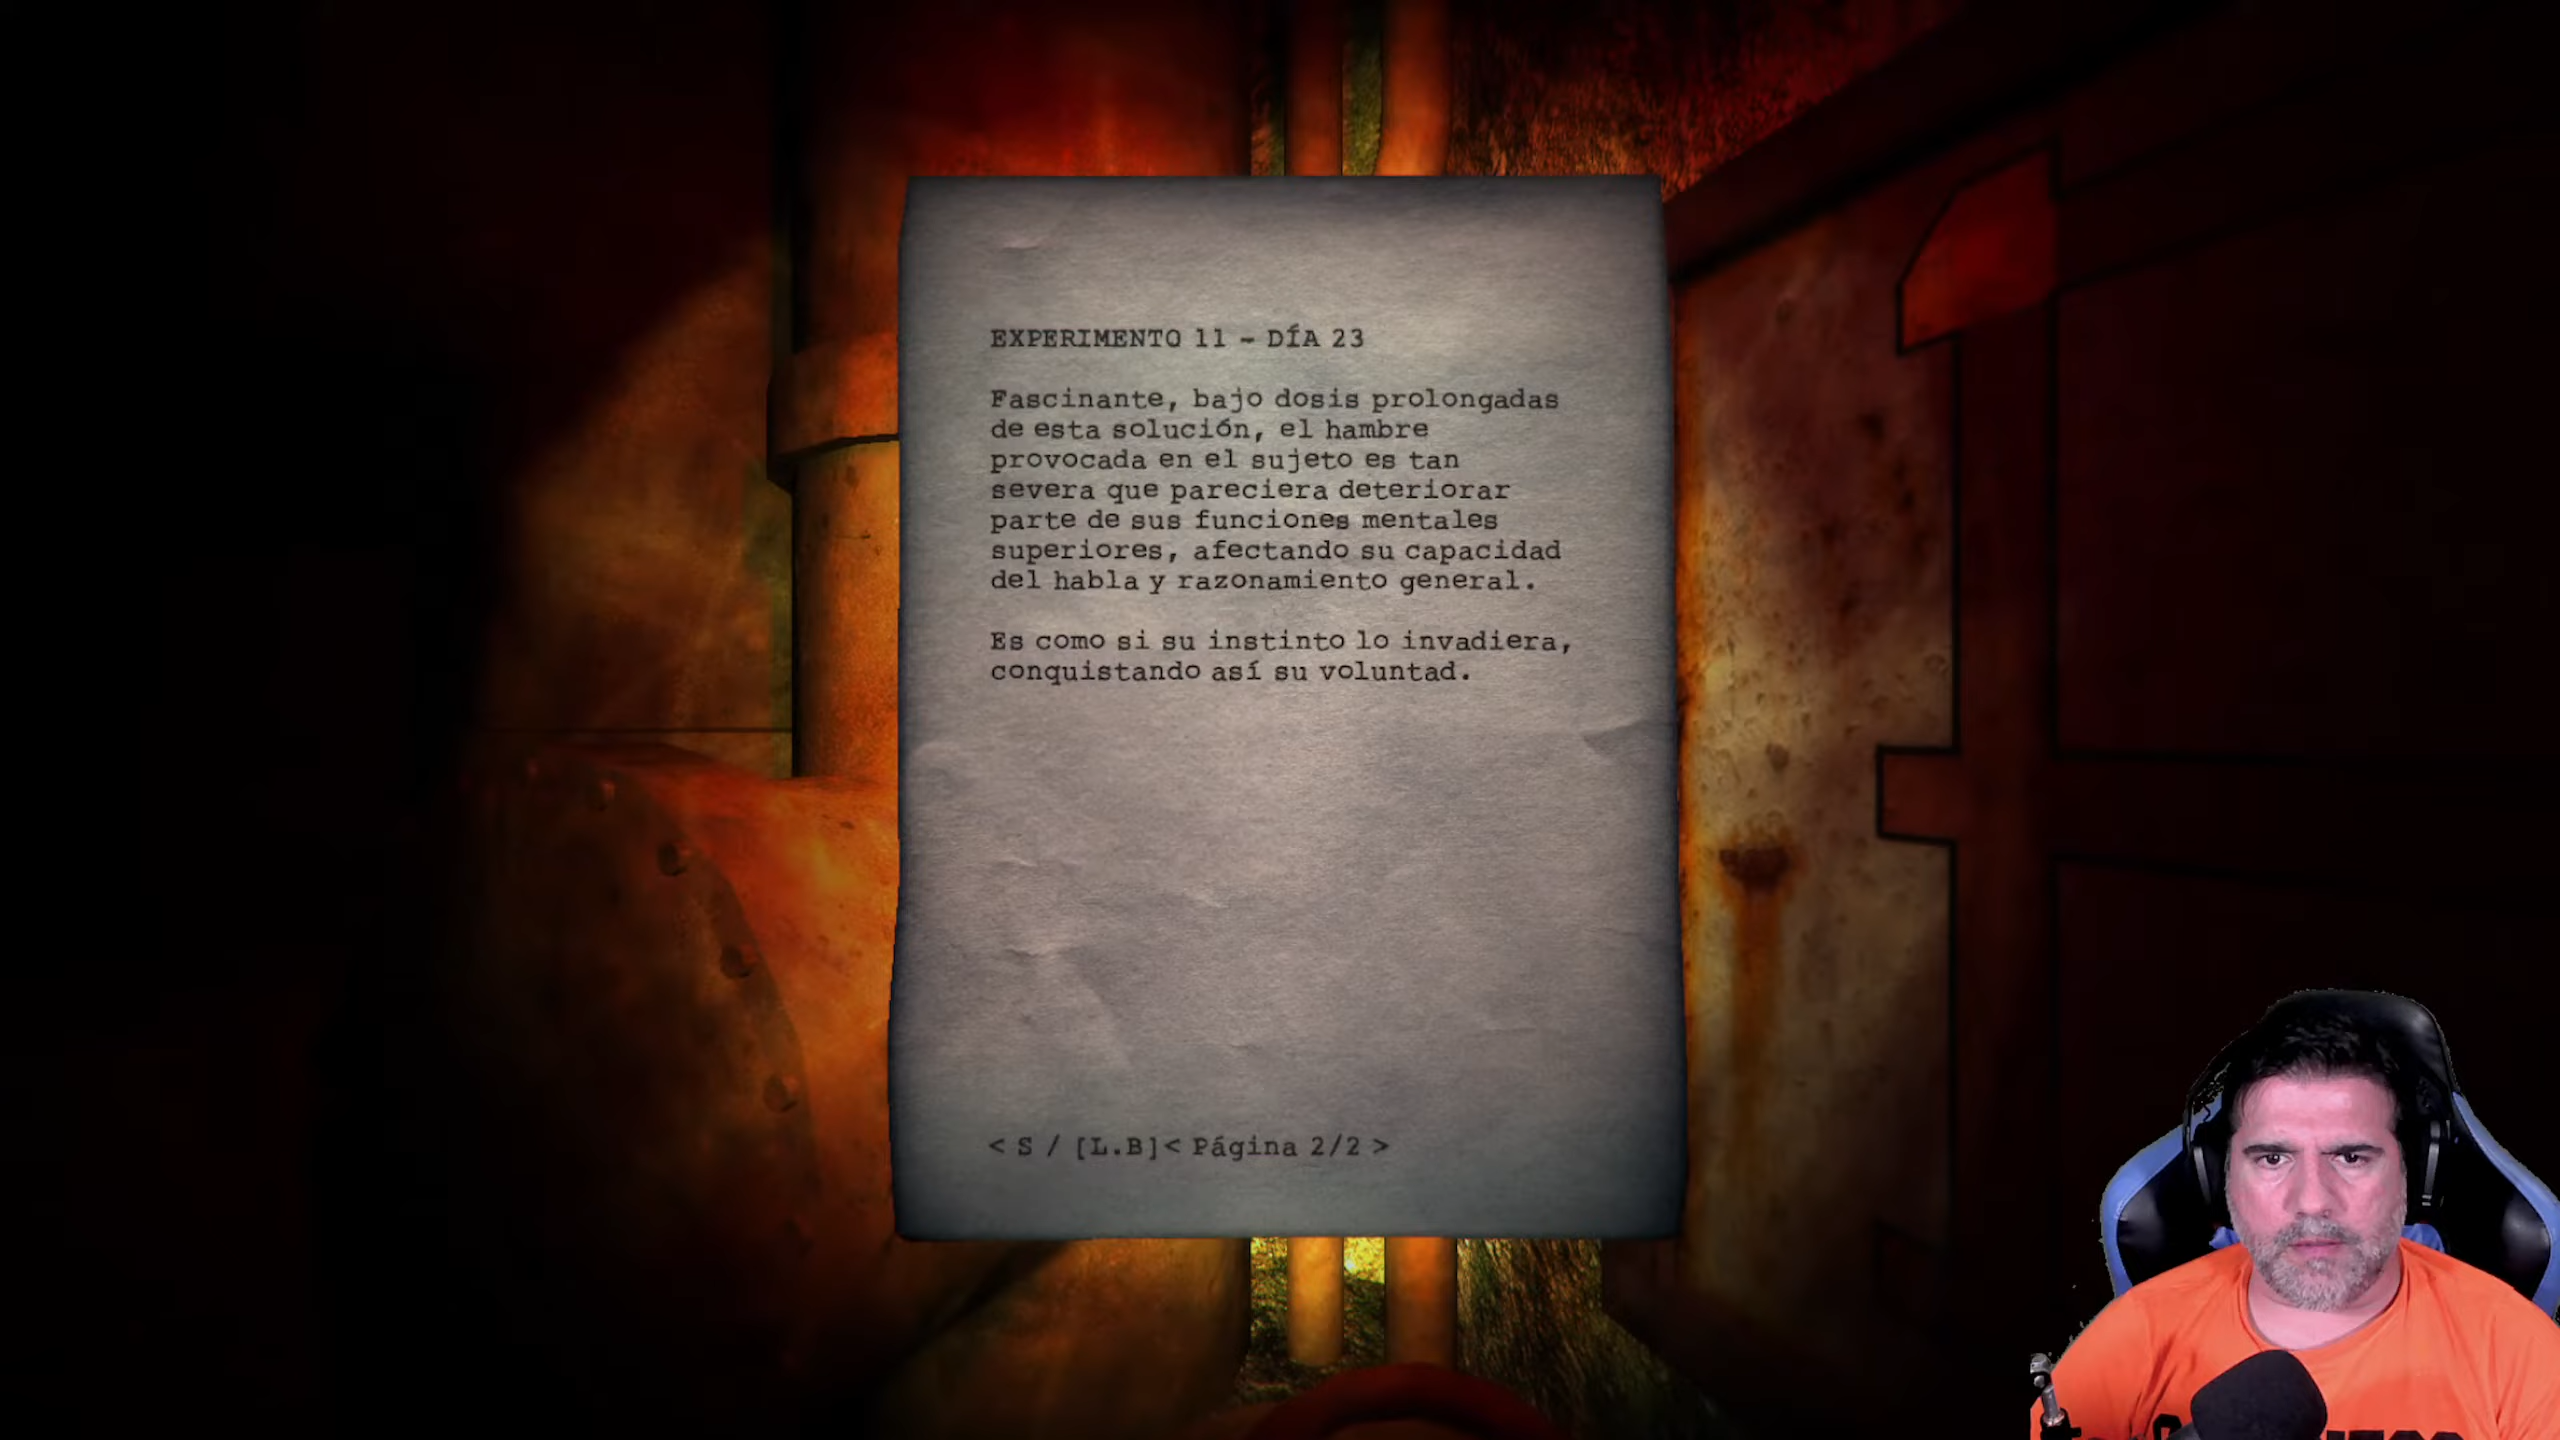 EXPERIMENTO 11 - DÍA 23
Fascinante, bajo dosis prolongadas
de esta solución, el hambre
provocada en el sujeto es tan
severa que pareciera deteriorar
parte de sus funciones mentales
superiores, afectando su capacidad
del habla y razonamiento general.
Es como si su instinto lo invadiera,
conquistando así su voluntad.
< S / [L.B]< Página 2/2 >